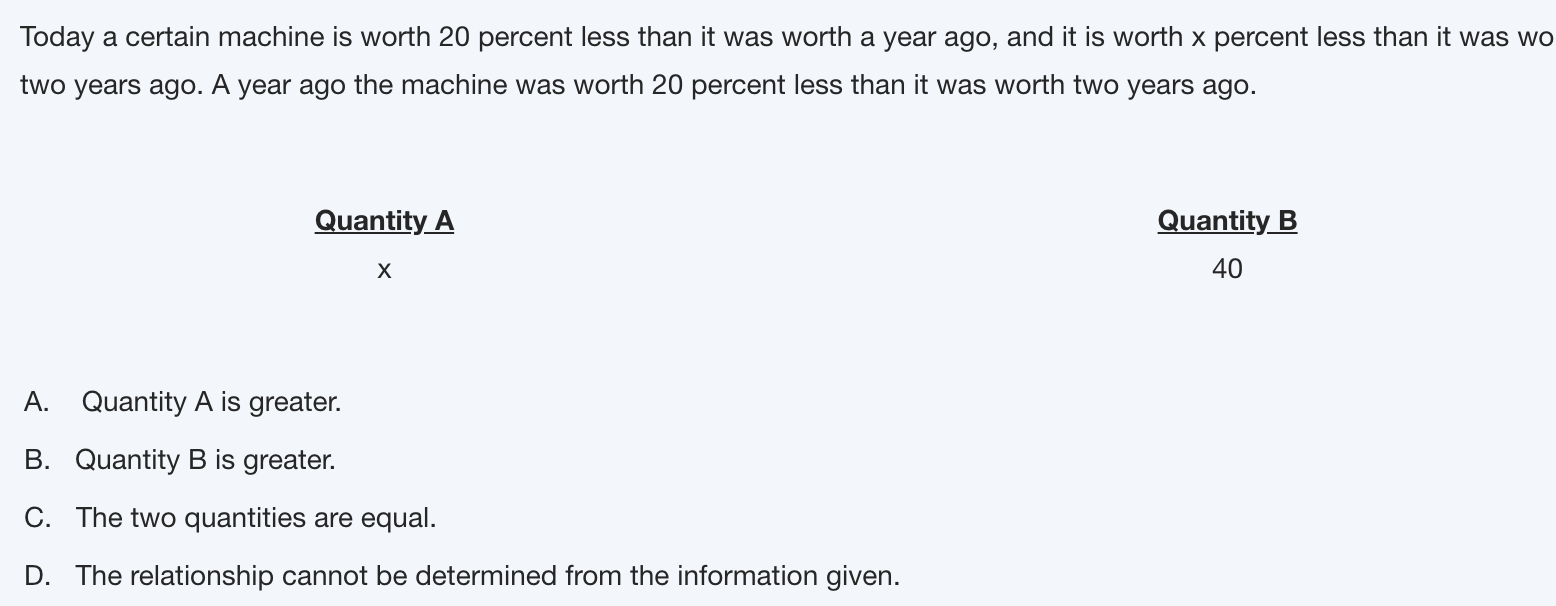 Today a certain machine is worth 20 percent less than it was worth a year ago, and it is worth x percent less than it was wo
two years ago. A year ago the machine was worth 20 percent less than it was worth two years ago.
Quantity A Quantity B
x 40
A. Quantity A is greater.
B. Quantity B is greater.
C. The two quantities are equal.
D. The relationship cannot be determined from the information given.